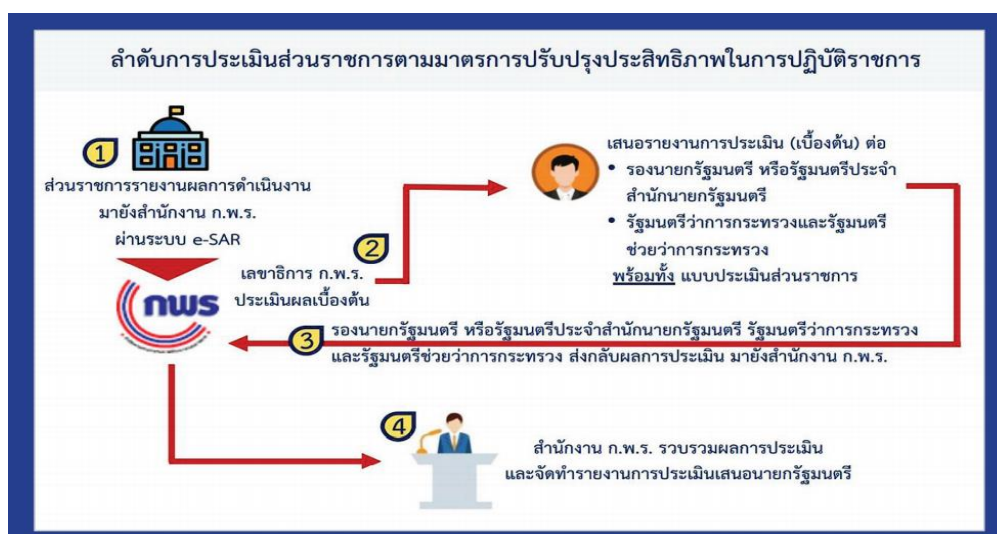 ลำดับการประเมินส่วนราชการตามมาตรการปรับปรุงประสิทธิภาพในการปฏิบัติราชการ
1
ส่วนราชการรายงานผลการดำเนินงาน
มายังสำนักงาน ก.พ.ร.
ผ่านระบบ e-SAR
กพร
2
เลขาธิการ ก.พ.ร.
ประเมินผลเบื้องต้น
เสนอรายงานการประเมิน (เบื้องต้น) ต่อ
• รองนายกรัฐมนตรี หรือรัฐมนตรีประจำ
สำนักนายกรัฐมนตรี
• รัฐมนตรีว่าการกระทรวงและรัฐมนตรี
ช่วยว่าการกระทรวง
พร้อมทั้ง แบบประเมินส่วนราชการ
3
รองนายกรัฐมนตรี หรือรัฐมนตรีประจำสำนักนายกรัฐมนตรี รัฐมนตรีว่าการกระทรวง
และรัฐมนตรีช่วยว่าการกระทรวง ส่งกลับผลการประเมิน มายังสำนักงาน ก.พ.ร.
4
สำนักงาน ก.พ.ร. รวบรวมผลการประเมิน
และจัดทำรายงานการประเมินเสนอนายกรัฐมนตรี